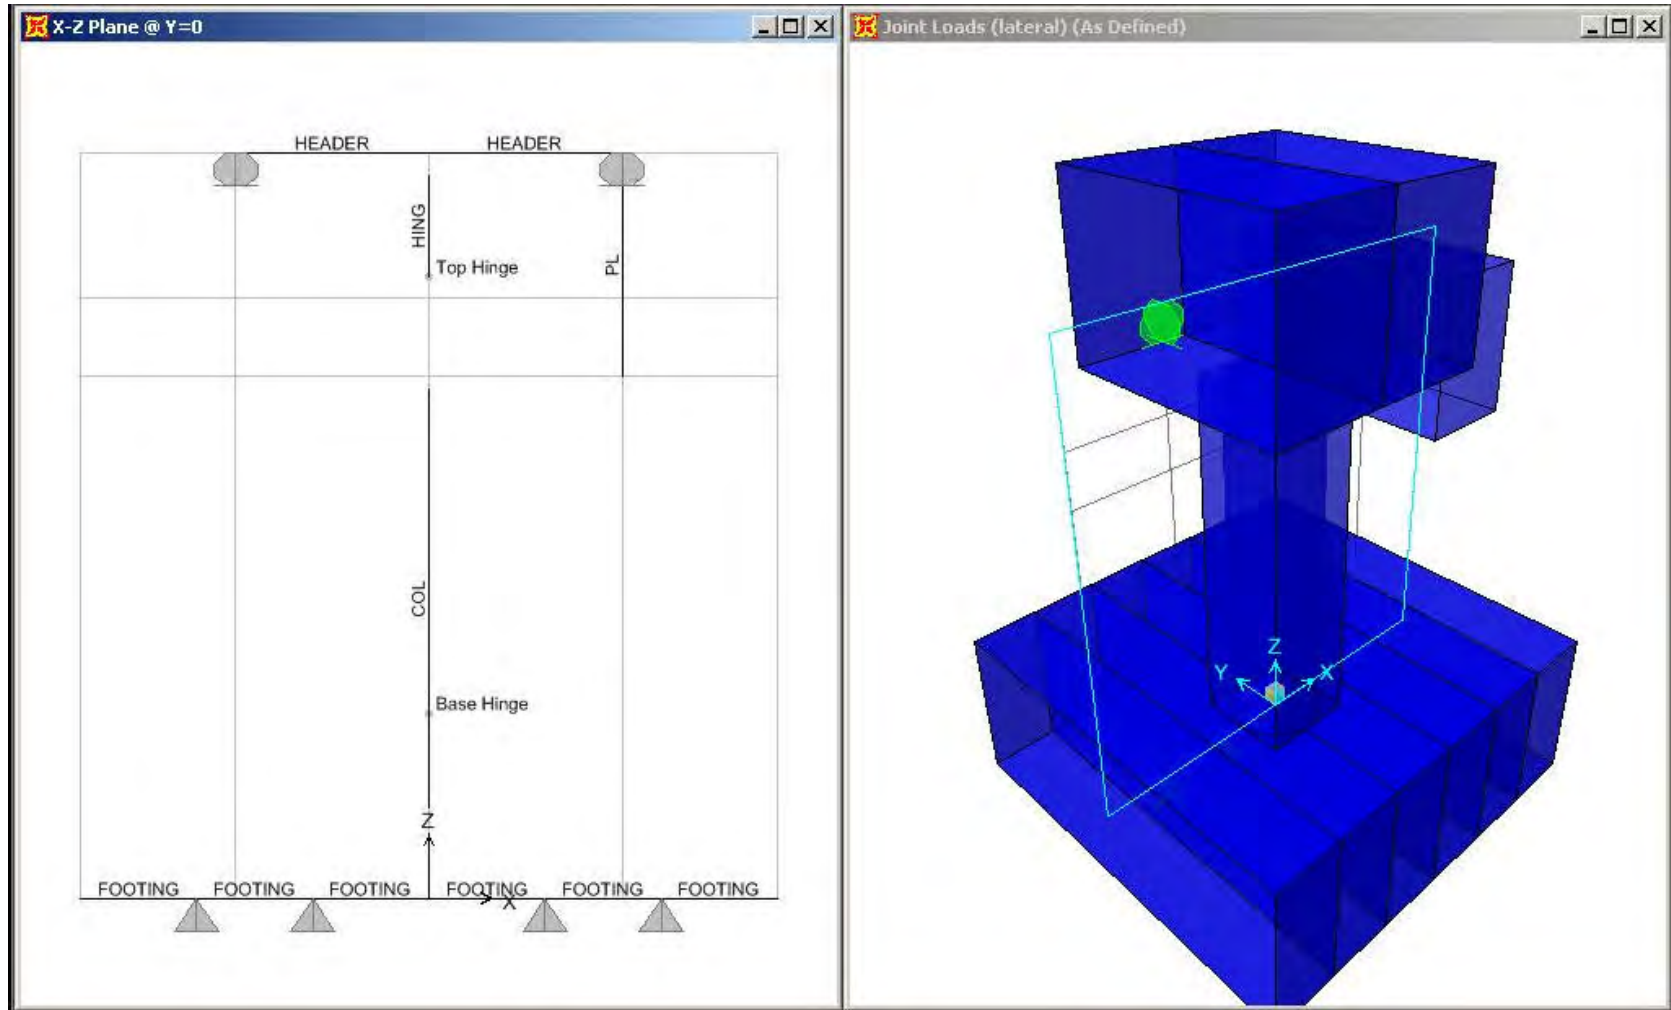 X-Z Plane @ Y=0
HEADER HEADER
HING
Top Hinge
PL
COL
Base Hinge
Z
FOOTING FOOTING FOOTING FOOTING FOOTING FOOTING
X
Joint Loads (lateral) (As Defined)
Z
Y X